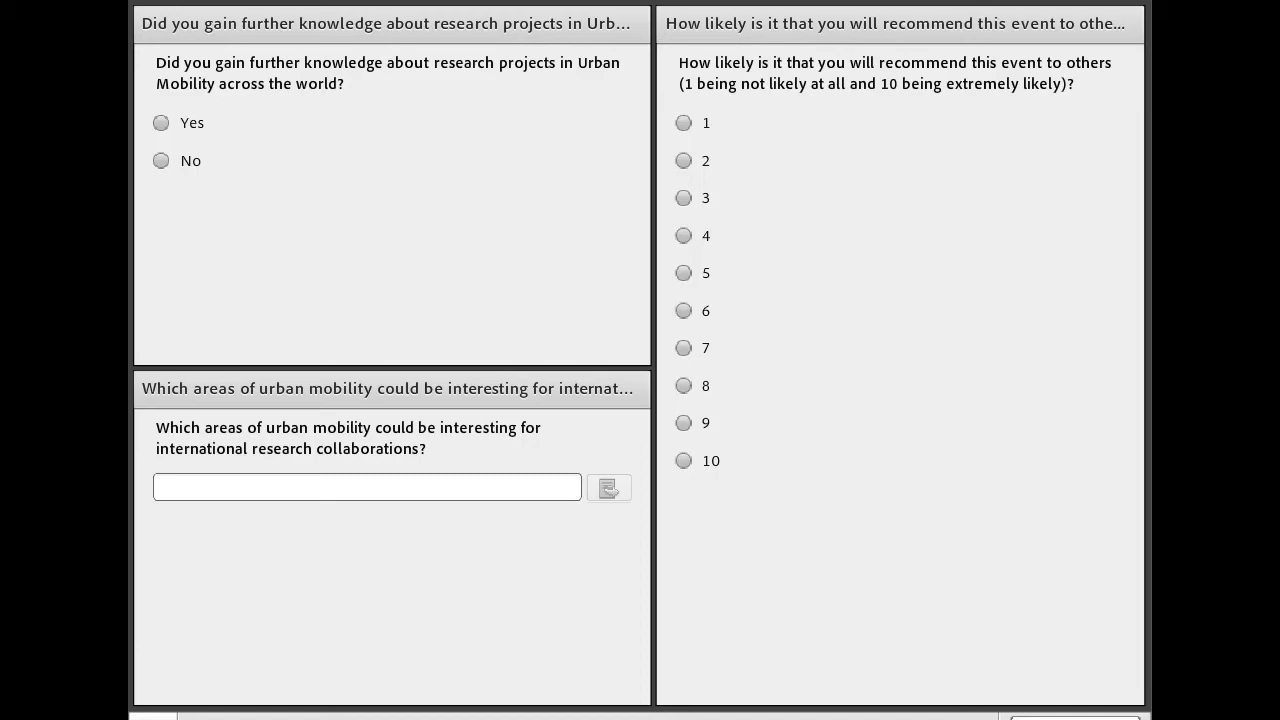 Did you gain further knowledge about research projects in Urb...
Did you gain further knowledge about research projects in Urban
Mobility across the world?
Yes
No
Which areas of urban mobility could be interesting for internat...
Which areas of urban mobility could be interesting for
international research collaborations?
How likely is it that you will recommend this event to othe...
How likely is it that you will recommend this event to others
(1 being not likely at all and 10 being extremely likely)?
1
2
3
4
5
6
7
8
9
10